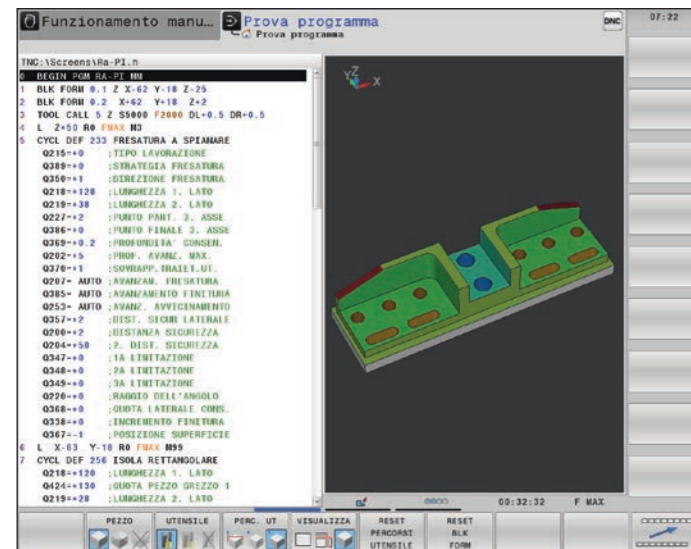 Funzionamento manu... Prova programma DNC 07:22
Prova programma
TNC:\Screens\Ra-PI.n
0 BEGIN PGM RA-PI MM
1 BLK FORM 0.1 Z X-62 Y-18 Z-25
2 BLK FORM 0.2 X+62 Y+18 Z+2
3 TOOL CALL 5 Z S5000 F2000 DL+0.5 DR+0.5
4 L Z+50 R0 FMAX M3
5 CYCL DEF 233 FRESATURA A SPIANARE
Q215=+0 ;TIPO LAVORAZIONE
Q389=+0 ;STRATEGIA FRESATURA
Q350=+1 ;DIREZIONE FRESATURA
Q218=+128 ;LUNGHEZZA 1. LATO
Q219=+38 ;LUNGHEZZA 2. LATO
Q227=+2 ;PUNTO PART. 3. ASSE
Q386=+0 ;PUNTO FINALE 3. ASSE
Q369=+0.2 ;PROFONDITA' CONSEN.
Q202=+5 ;PROF. AVANZ. MAX.
Q370=+1 ;SOVRAPP.TRAIET.UT.
Q207= AUTO ;AVANZAM. FRESATURA
Q385= AUTO ;AVANZAMENTO FINITURA
Q253= AUTO ;AVANZ. AVVICINAMENTO
Q357=+2 ;DIST. SICUR LATERALE
Q200=+2 ;DISTANZA SICUREZZA
Q204=+50 ;2. DIST. SICUREZZA
Q347=+0 ;1A LIMITAZIONE
Q348=+0 ;2A LIMITAZIONE
Q349=+0 ;3A LIMITAZIONE
Q220=+0 ;RAGGIO DELL'ANGOLO
Q368=+0 ;QUOTA LATERALE CONS.
Q338=+0 ;INCREMENTO FINITURA
Q367=-1 ;POSIZIONE SUPERFICIE
6 L X-63 Y-18 R0 FMAX M99
7 CYCL DEF 256 ISOLA RETTANGOLARE
Q218=+120 ;LUNGHEZZA 1. LATO
Q424=+130 ;QUOTA PEZZO GREZZO 1
Q219=+28 ;LUNGHEZZA 2. LATO
Z
Y X
00:32:32 F MAX
PEZZO UTENSILE PERC. UT VISUALIZZA RESET PERCORSI UTENSILE RESET BLK FORM